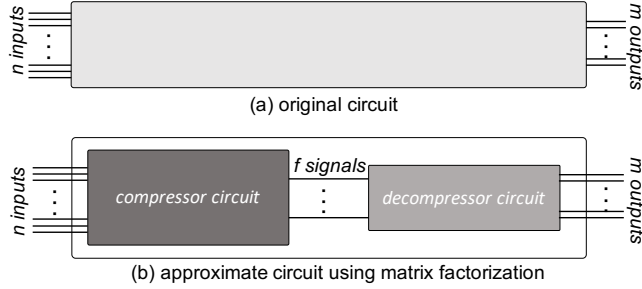 n inputs
m outputs
(a) original circuit
n inputs
compressor circuit
f signals
decompressor circuit
m outputs
(b) approximate circuit using matrix factorization